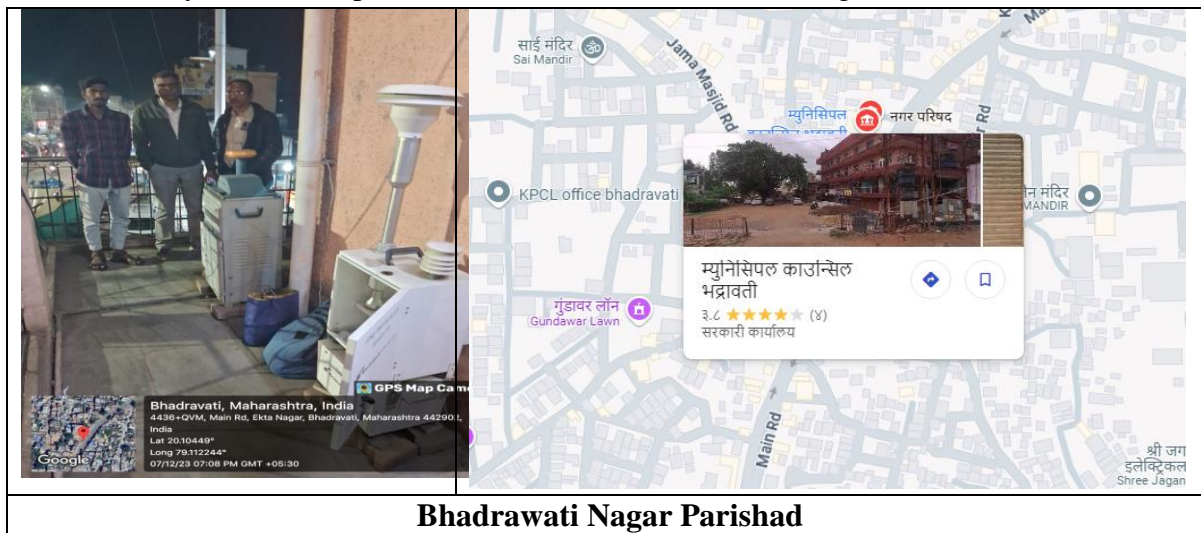 GPS Map Came
Bhadravati, Maharashtra, India
4436+QVM, Main Rd, Ekta Nagar, Bhadravati, Maharashtra 442902,
India
Lat 20.10449°
Long 79.112244°
07/12/23 07:08 PM GMT +05:30
Google
साई मंदिर
Sai Mandir
Jama Masjid Rd
म्युनिसिपल
नगर परिषद
KPCL office bhadravati
मंदिर
MANDIR
म्युनिसिपल काउन्सिल
भद्रावती
३.८ (४)
सरकारी कार्यालय
गुंडावर लॉन
Gundawar Lawn
Main Rd
श्री जग
इलेक्ट्रिकल
Shree Jagan
Bhadrawati Nagar Parishad